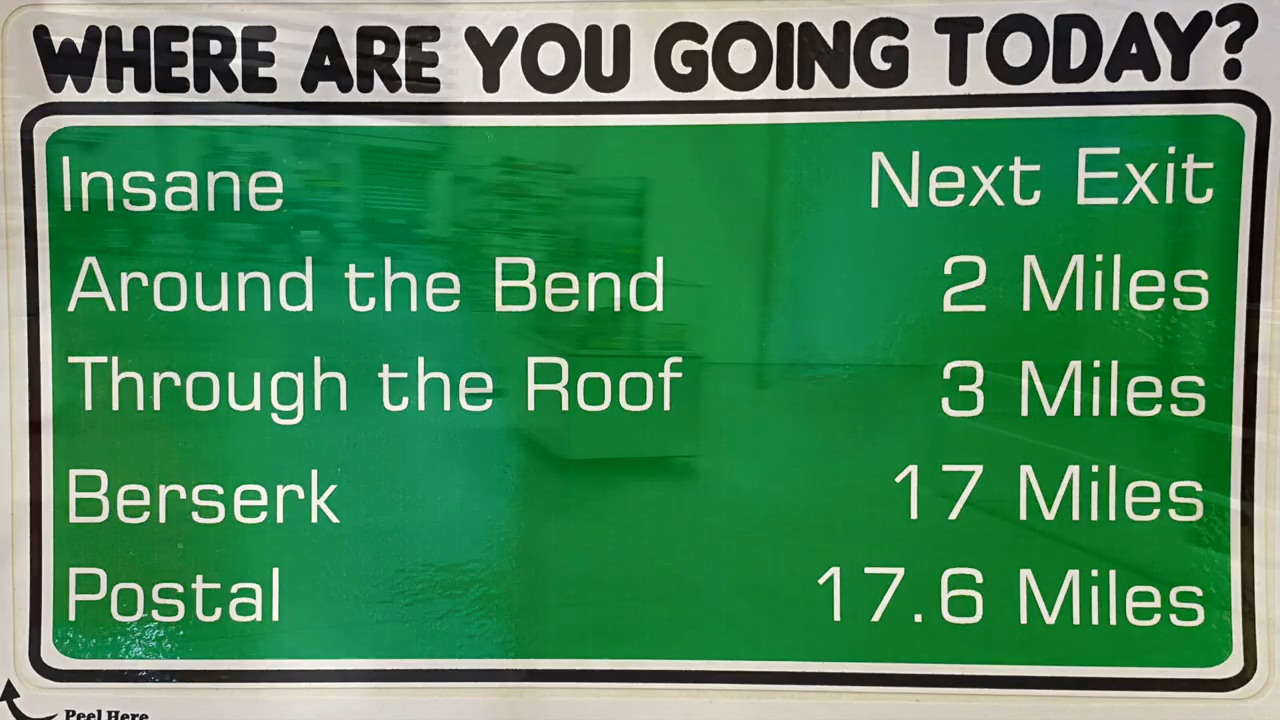 WHERE ARE YOU GOING TODAY?
Insane Next Exit
Around the Bend 2 Miles
Through the Roof 3 Miles
Berserk 17 Miles
Postal 17.6 Miles
Peel Here